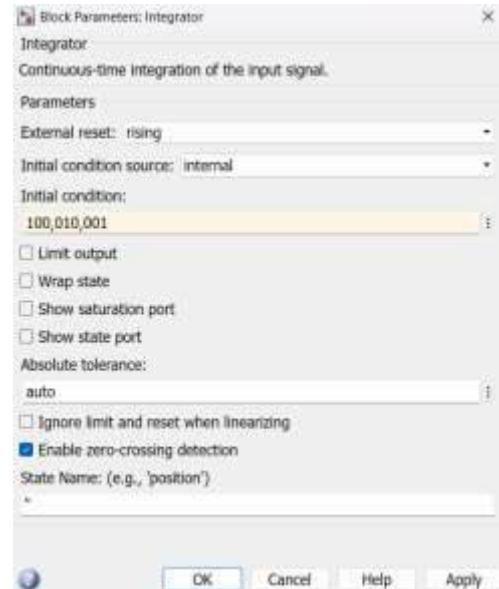 Block Parameters: Integrator
Integrator
Continuous-time integration of the input signal.
Parameters
External reset: rising
Initial condition source: internal
Initial condition:
100,010,001
Limit output
Wrap state
Show saturation port
Show state port
Absolute tolerance:
auto
Ignore limit and reset when linearizing
Enable zero-crossing detection
State Name: (e.g., 'position')
''
OK Cancel Help Apply